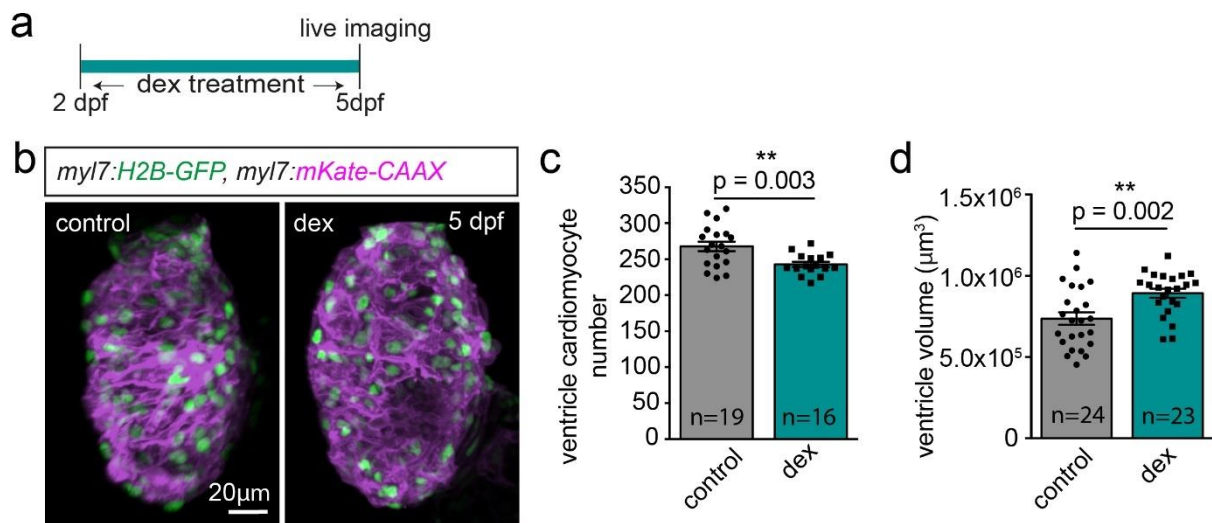 a
live imaging
dex treatment
2 dpf
5dpf
b
myl7:H2B-GFP, myl7:mKate-CAAX
control
dex
5 dpf
20µm
c
**
p = 0.003
ventricle cardiomyocyte
number
350
300
250
200
150
100
50
0
n=19
n=16
control
dex
d
**
p = 0.002
ventricle volume (µm³)
1.5x10⁶
1.0x10⁶
5.0x10⁵
0
n=24
n=23
control
dex